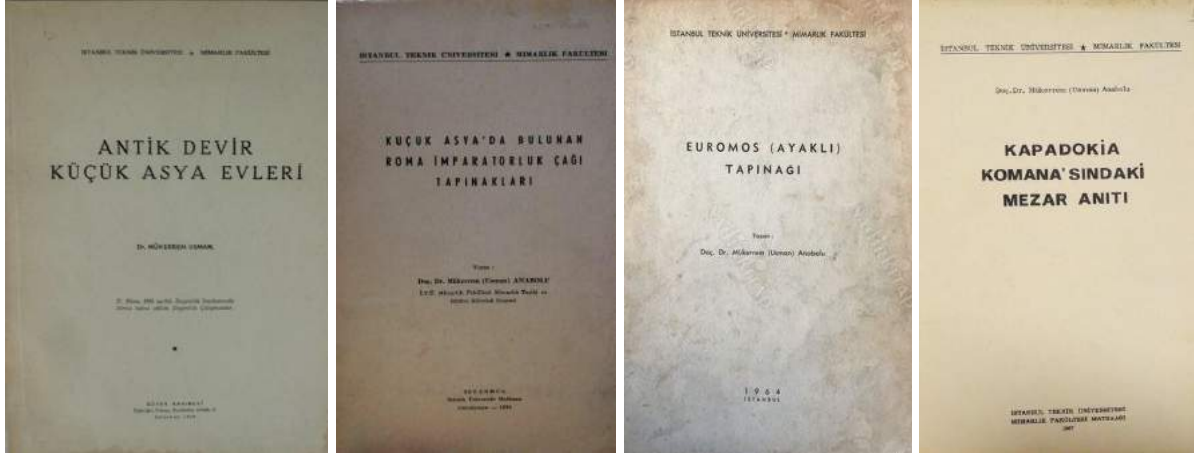 İSTANBUL TEKNİK ÜNİVERSİTESİ ★ MİMARLIK FAKÜLTESİ
ANTİK DEVİR
KÜÇÜK ASYA EVLERİ
Dr. MÜKERREM USMAN
İSTANBUL TEKNİK ÜNİVERSİTESİ ★ MİMARLIK FAKÜLTESİ
KÜÇÜK ASYA'DA BULUNAN
ROMA İMPARATORLUK ÇAĞI
TAPINAKLARI
Yazan :
Doç. Dr. Mükerrem (Usman) ANABOLU
İSTANBUL TEKNİK ÜNİVERSİTESİ * MİMARLIK FAKÜLTESİ
EUROMOS (AYAKLI)
TAPINAĞI
Yazan :
Doç. Dr. Mükerrem (Usman) Anabolu
1964
İSTANBUL
İSTANBUL TEKNİK ÜNİVERSİTESİ ★ MİMARLIK FAKÜLTESİ
Doç.Dr. Mükerrem (Usman) Anabolu
KAPADOKİA
KOMANA'SINDAKİ
MEZAR ANITI
İSTANBUL TEKNİK ÜNİVERSİTESİ
MİMARLIK FAKÜLTESİ MATBAASI